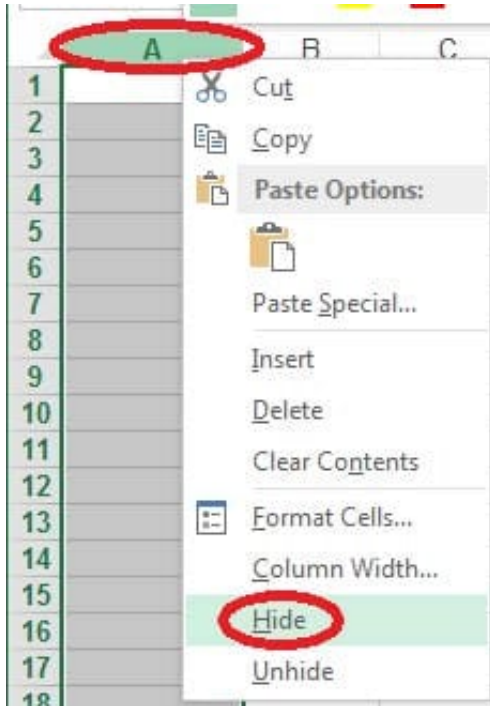 A B C
1
Cut
2
Copy
3
4
Paste Options:
5
6
7
Paste Special...
8
Insert
9
10
Delete
11
Clear Contents
12
13
Format Cells...
14
Column Width...
15
16
Hide
17
Unhide
18